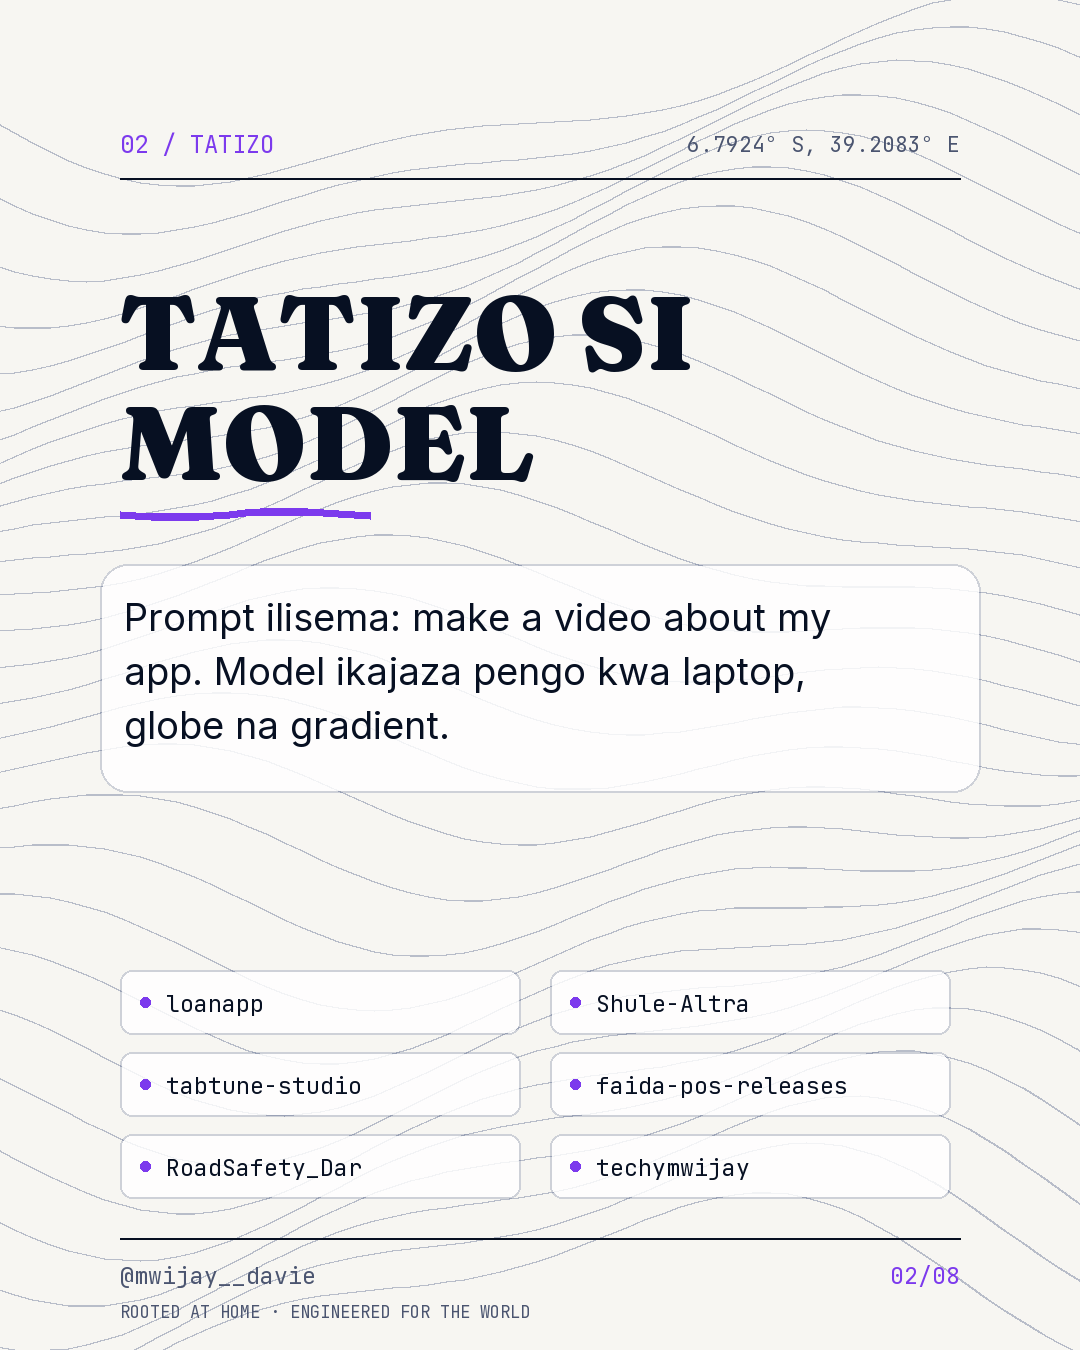 02 / TATIZO
6.7924° S, 39.2083° E
TATIZO SI
MODEL
Prompt ilisema: make a video about my
app. Model ikajaza pengo kwa laptop,
globe na gradient.
loanapp
Shule-Altra
tabtune-studio
faida-pos-releases
RoadSafety_Dar
techymwijay
@mwijay__davie
02/08
ROOTED AT HOME · ENGINEERED FOR THE WORLD